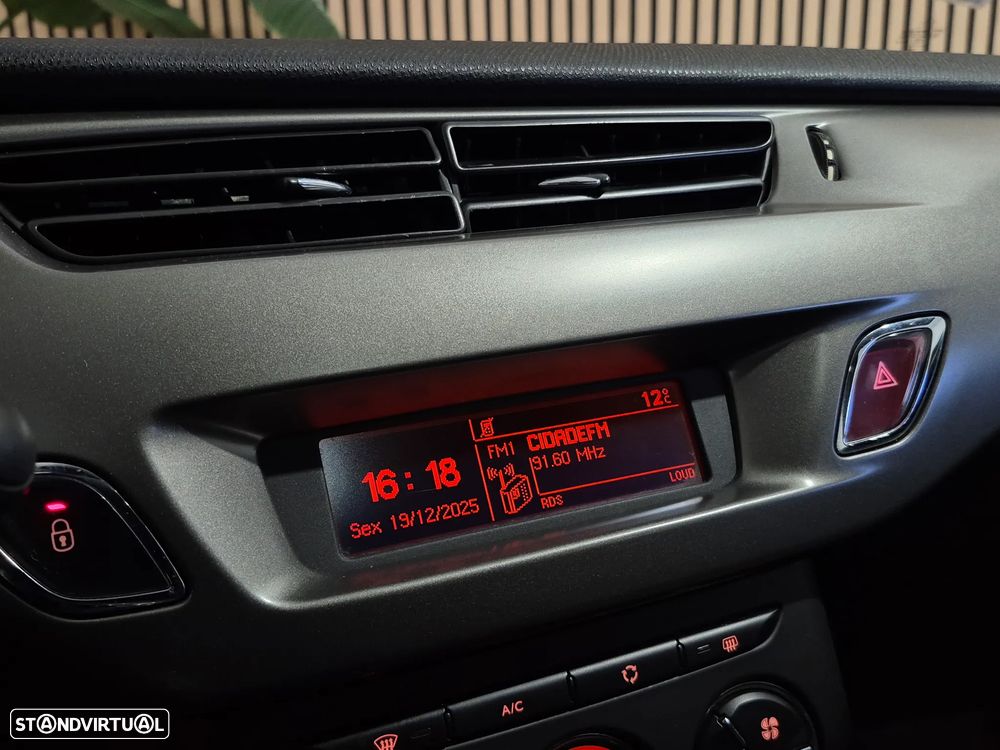 12°C
FM1 CIDADEFM
91.60 MHz
16:18
Sex 19/12/2025
RDS
LOUD
A/C
STANDVIRTUAL